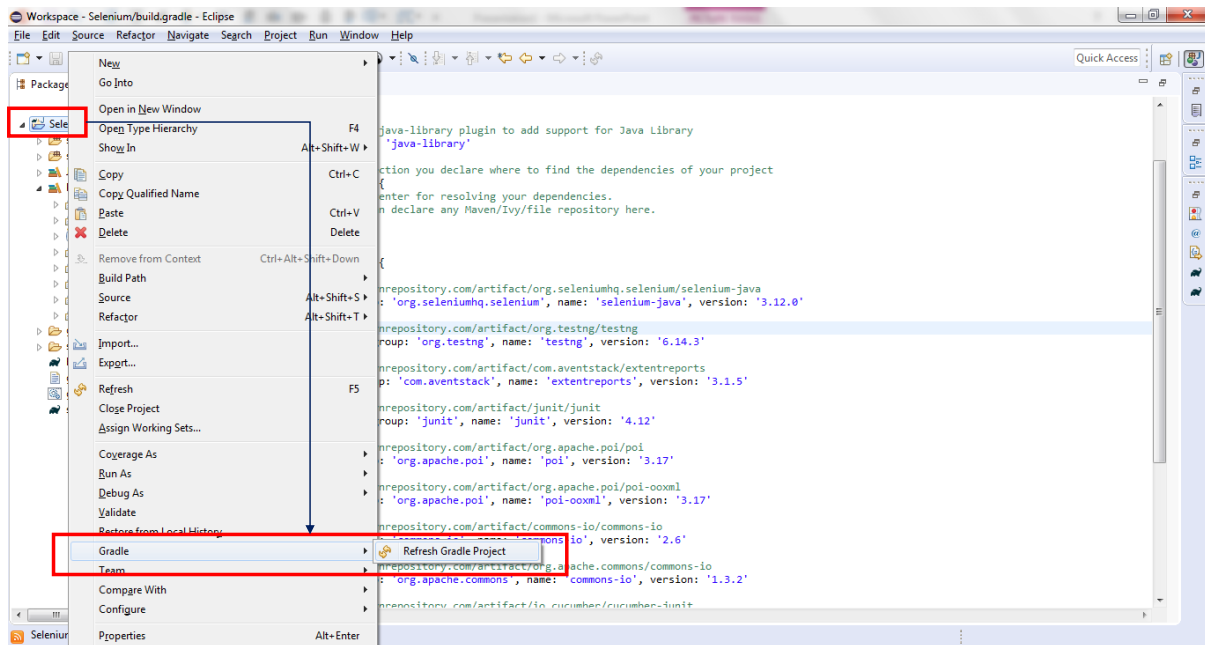 Workspace - Selenium/build.gradle - Eclipse
File Edit Source Refactor Navigate Search Project Run Window Help
Quick Access
Package
Sele
New
Go Into
Open in New Window
Open Type Hierarchy F4
Show In Alt+Shift+W
Copy Ctrl+C
Copy Qualified Name
Paste Ctrl+V
Delete Delete
Remove from Context Ctrl+Alt+Shift+Down
Build Path
Source Alt+Shift+S
Refactor Alt+Shift+T
Import...
Export...
Refresh F5
Close Project
Assign Working Sets...
Coverage As
Run As
Debug As
Validate
Restore from Local History
Gradle
Refresh Gradle Project
Team
Compare With
Configure
Properties Alt+Enter
java-library plugin to add support for Java Library
'java-library'
ction you declare where to find the dependencies of your project
{
enter for resolving your dependencies.
n declare any Maven/Ivy/file repository here.
{
nrepository.com/artifact/org.seleniumhq.selenium/selenium-java
: 'org.seleniumhq.selenium', name: 'selenium-java', version: '3.12.0'
nrepository.com/artifact/org.testng/testng
roup: 'org.testng', name: 'testng', version: '6.14.3'
nrepository.com/artifact/com.aventstack/extentreports
p: 'com.aventstack', name: 'extentreports', version: '3.1.5'
nrepository.com/artifact/junit/junit
roup: 'junit', name: 'junit', version: '4.12'
nrepository.com/artifact/org.apache.poi/poi
: 'org.apache.poi', name: 'poi', version: '3.17'
nrepository.com/artifact/org.apache.poi/poi-ooxml
: 'org.apache.poi', name: 'poi-ooxml', version: '3.17'
nrepository.com/artifact/commons-io/commons-io
version: '2.6'
nrepository.com/artifact/org.apache.commons/commons-io
: 'org.apache.commons', name: 'commons-io', version: '1.3.2'
nrepository.com/artifact/io.cucumber/cucumber-junit
Seleniur